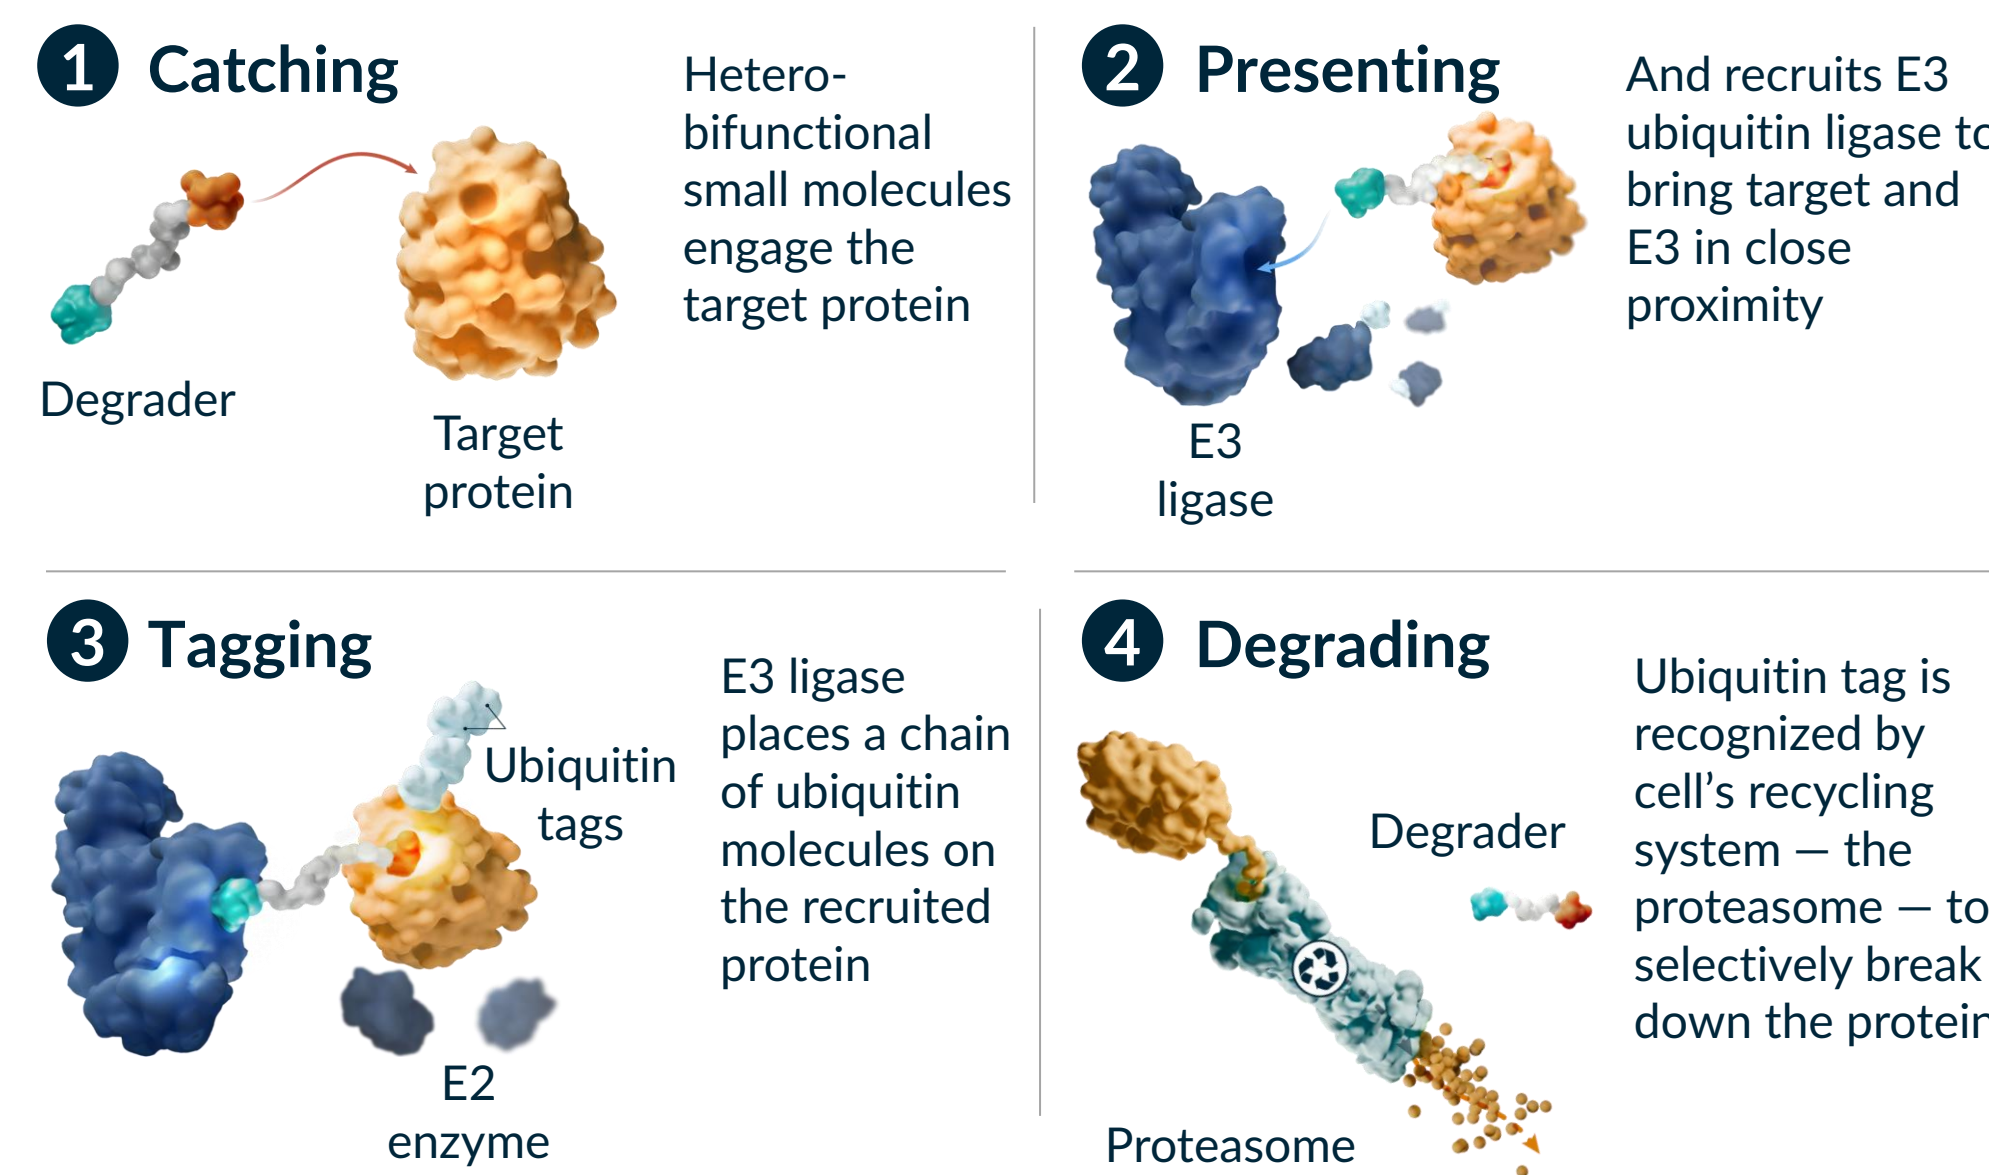 1 Catching
Hetero-
bifunctional
small molecules
engage the
target protein
Degrader
Target
protein
2 Presenting
And recruits E3
ubiquitin ligase to
bring target and
E3 in close
proximity
E3
ligase
3 Tagging
Ubiquitin
tags
E3 ligase
places a chain
of ubiquitin
molecules on
the recruited
protein
E2
enzyme
4 Degrading
Degrader
Ubiquitin tag is
recognized by
cell’s recycling
system — the
proteasome — to
selectively break
down the protein
Proteasome